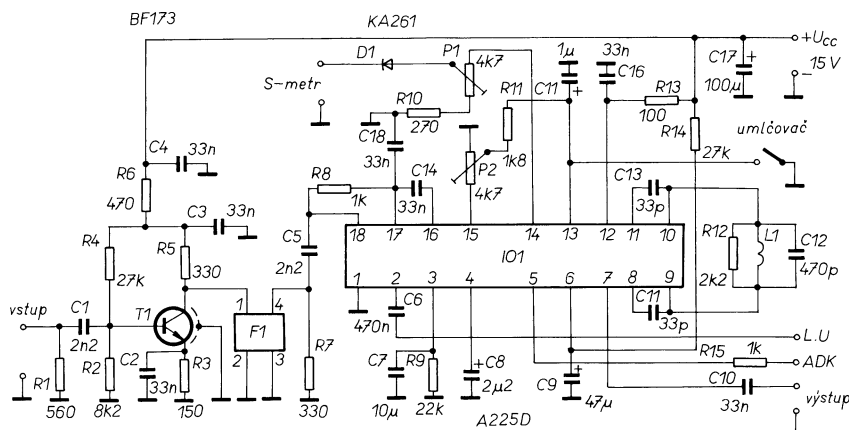 BF173 KA261
D1 P1 4k7 1µ 33n +Ucc
C17 + 15V
100µ −
S-metr R11 C11 + C16 R13
R10 100
270 R14
C18 P2 1k8 umlčovač
C4 33n 33n 4k7 27k
R6 R8 C14 C13
470 1k 33n 33p
C3 33n
18 17 16 15 14 13 12 11 10
R4 R5 C5 IO1 R12 L1 C12
27k 330 2n2 2k2 470p
1 2 3 4 5 6 7 8 9
vstup C1 T1 1 4 C6 C11
2n2 F1 470n 33p
2 3 L.U
R1 R2 C2 R3 R7 C7 R9 + C8 C9 + R15 1k ADK
33n 2µ2 C10
560 8k2 150 330 10µ 22k 47µ 33n výstup
A225D